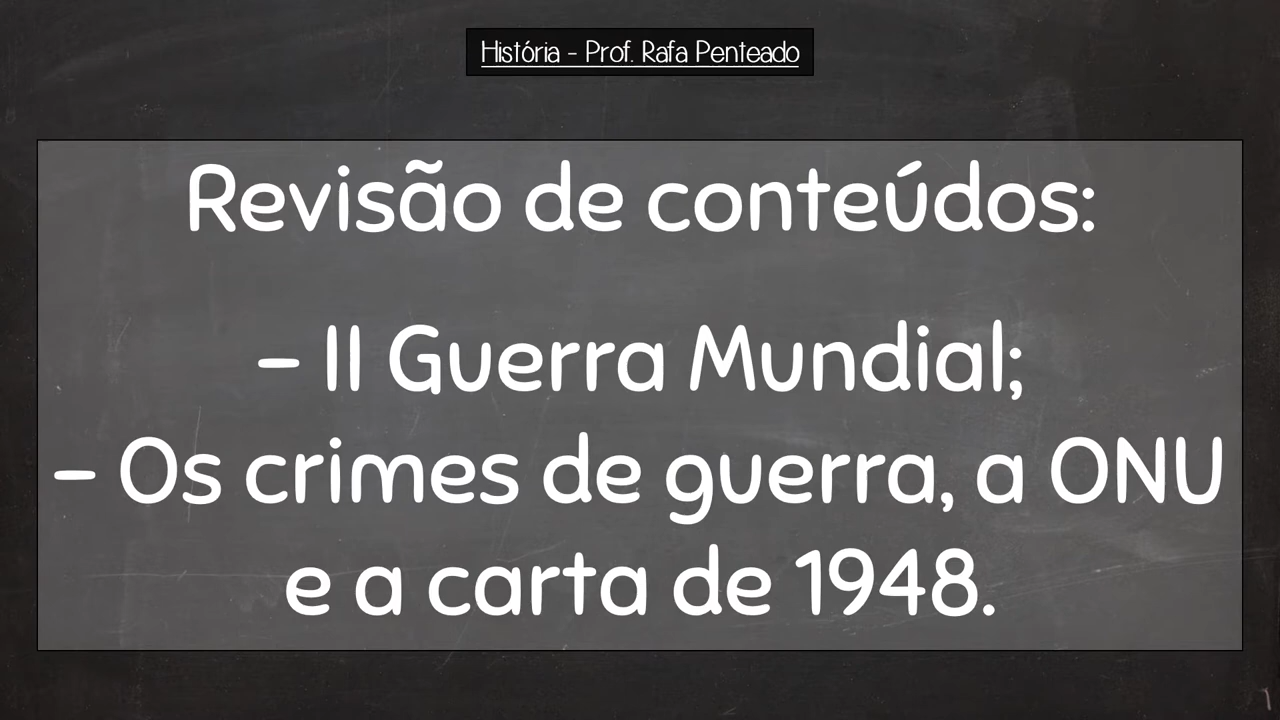 História - Prof. Rafa Penteado
Revisão de conteúdos:
- II Guerra Mundial;
- Os crimes de guerra, a ONU
e a carta de 1948.